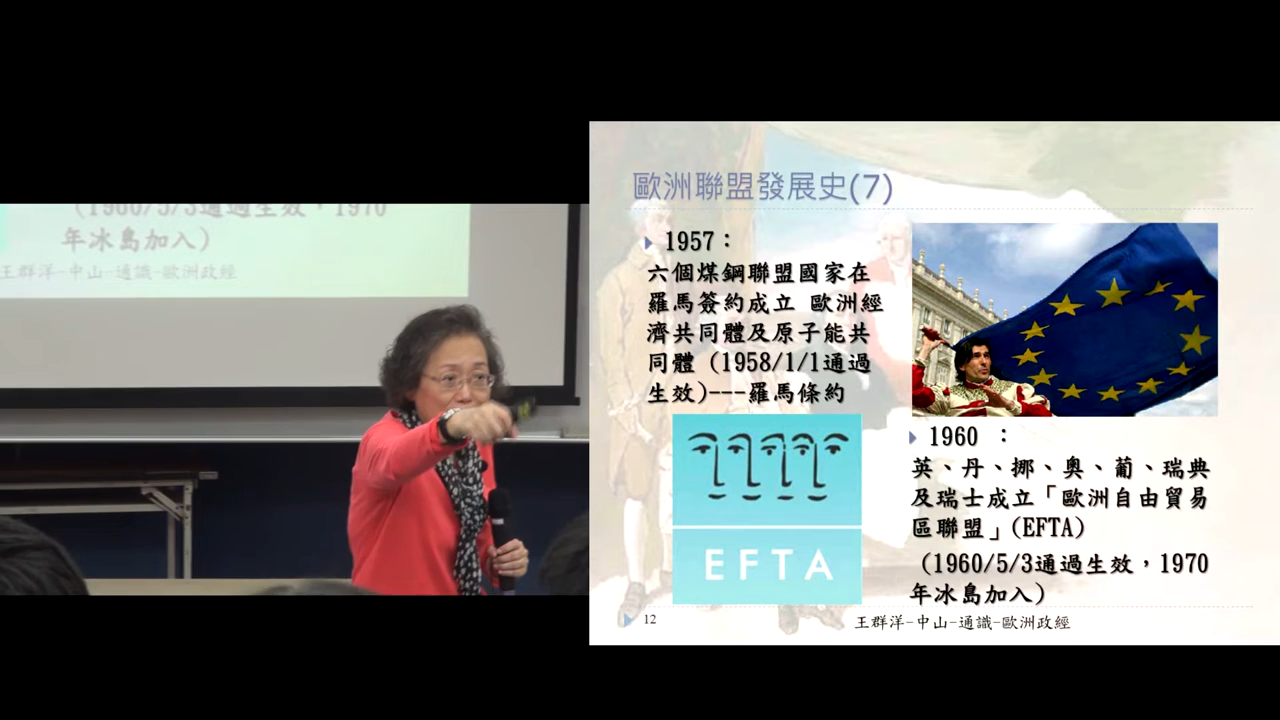 (1960/5/3通過生效，1970
年冰島加入)
王群洋-中山-通識-歐洲政經
歐洲聯盟發展史(7)
1957：
六個煤鋼聯盟國家在
羅馬簽約成立 歐洲經
濟共同體及原子能共
同體 (1958/1/1通過
生效)---羅馬條約
EFTA
1960 ：
英、丹、挪、奧、葡、瑞典
及瑞士成立「歐洲自由貿易
區聯盟」(EFTA)
(1960/5/3通過生效，1970
年冰島加入)
12
王群洋-中山-通識-歐洲政經